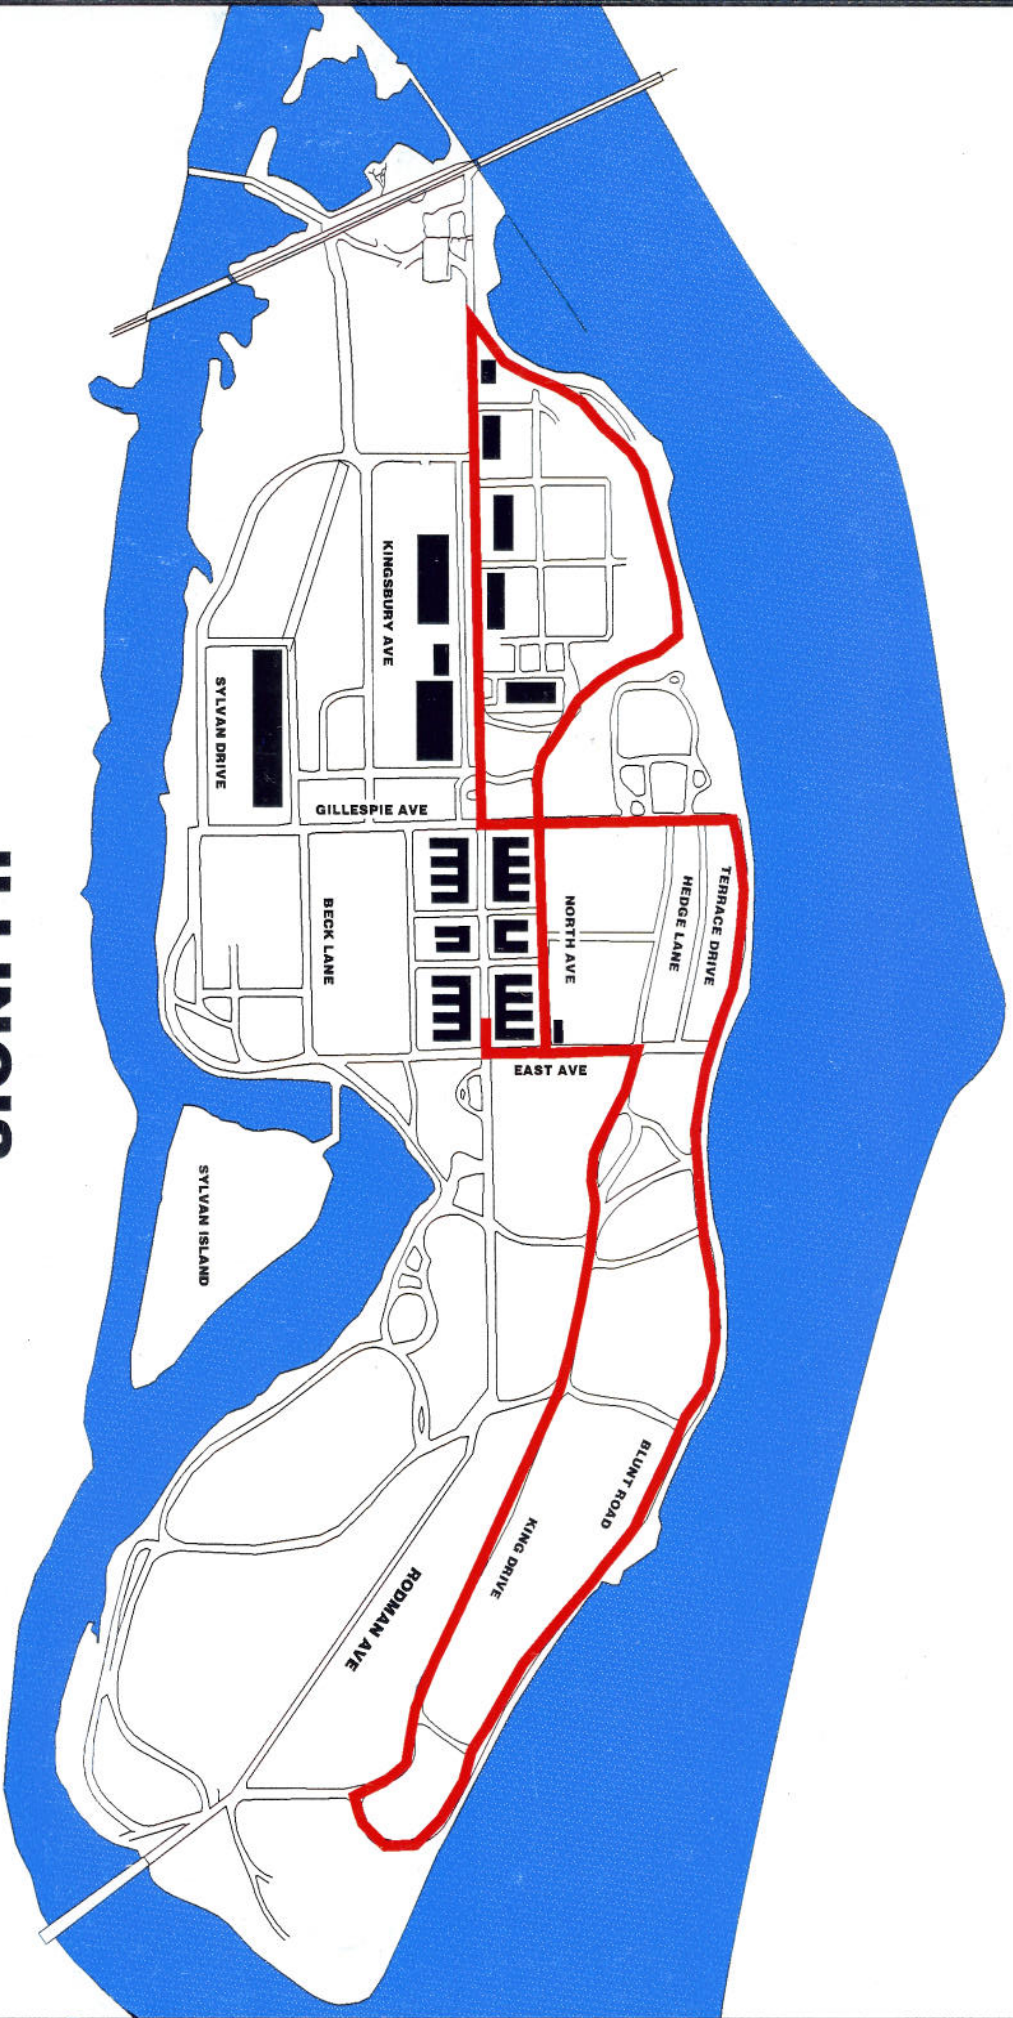 KINGSBURY AVE
SYLVAN DRIVE
GILLESPIE AVE
BECK LANE
NORTH AVE
HEDGE LANE
TERRACE DRIVE
EAST AVE
SYLVAN ISLAND
BLUNT ROAD
KING DRIVE
RODMAN AVE